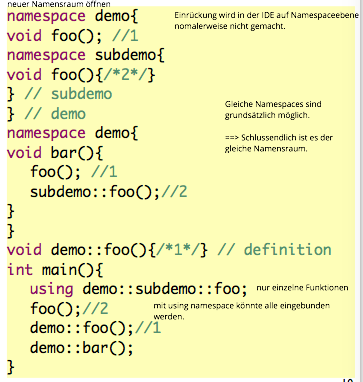 neuer Namensraum öffnen
namespace demo{
Einrückung wird in der IDE auf Namespaceebene
nomalerweise nicht gemacht.
void foo(); //1
namespace subdemo{
void foo(){/*2*/}
} // subdemo
} // demo
Gleiche Namespaces sind
grundsätzlich möglich.
namespace demo{
==> Schlussendlich ist es der
gleiche Namensraum.
void bar(){
foo(); //1
subdemo::foo();//2
}
}
void demo::foo(){/*1*/} // definition
int main(){
using demo::subdemo::foo; nur einzelne Funktionen
foo();//2
mit using namespace könnte alle eingebunden
werden.
demo::foo();//1
demo::bar();
}